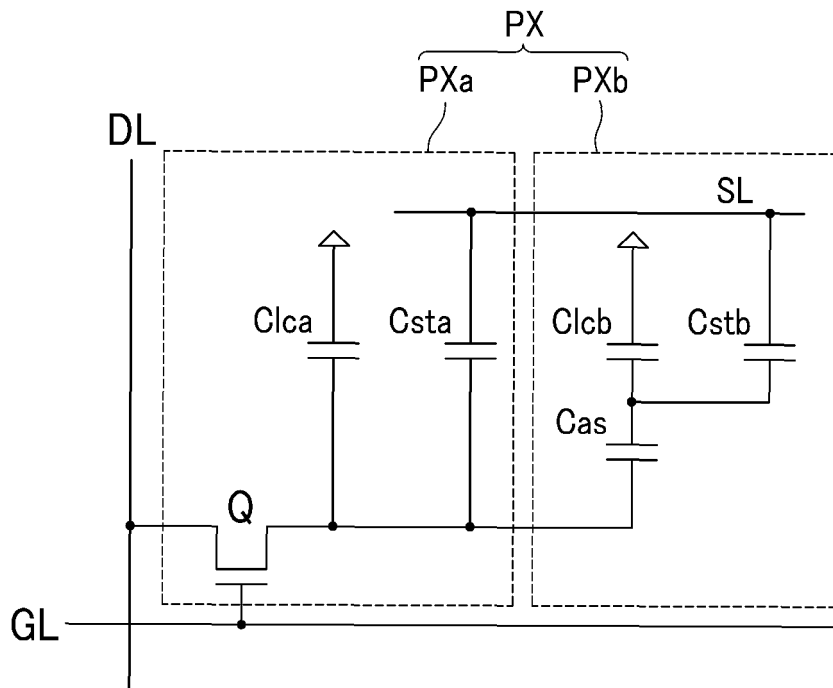 PX
PXa
PXb
DL
SL
Clca
Csta
Clcb
Cstb
Cas
Q
GL